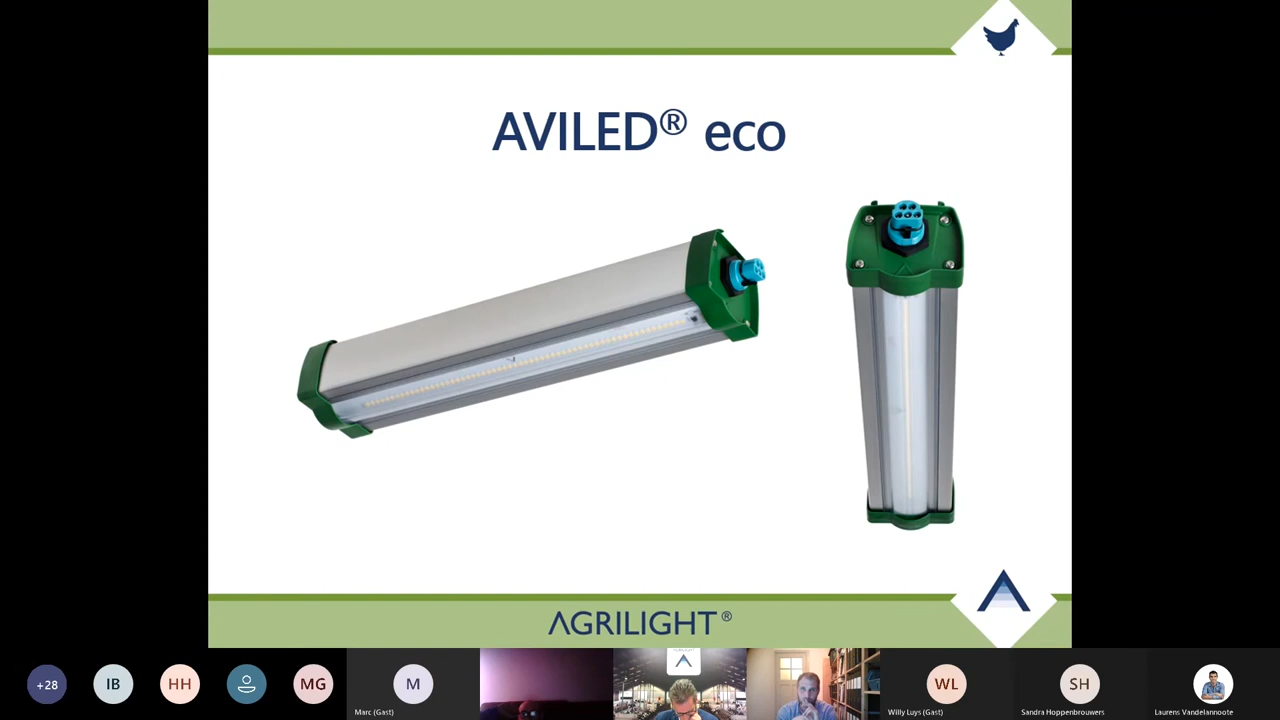 AVILED® eco
AGRILIGHT®
+28
IB
HH
MG
M
Marc (Gast)
WL
Willy Luys (Gast)
SH
Sandra Hoppenbrouwers
Laurens Vandelannoote